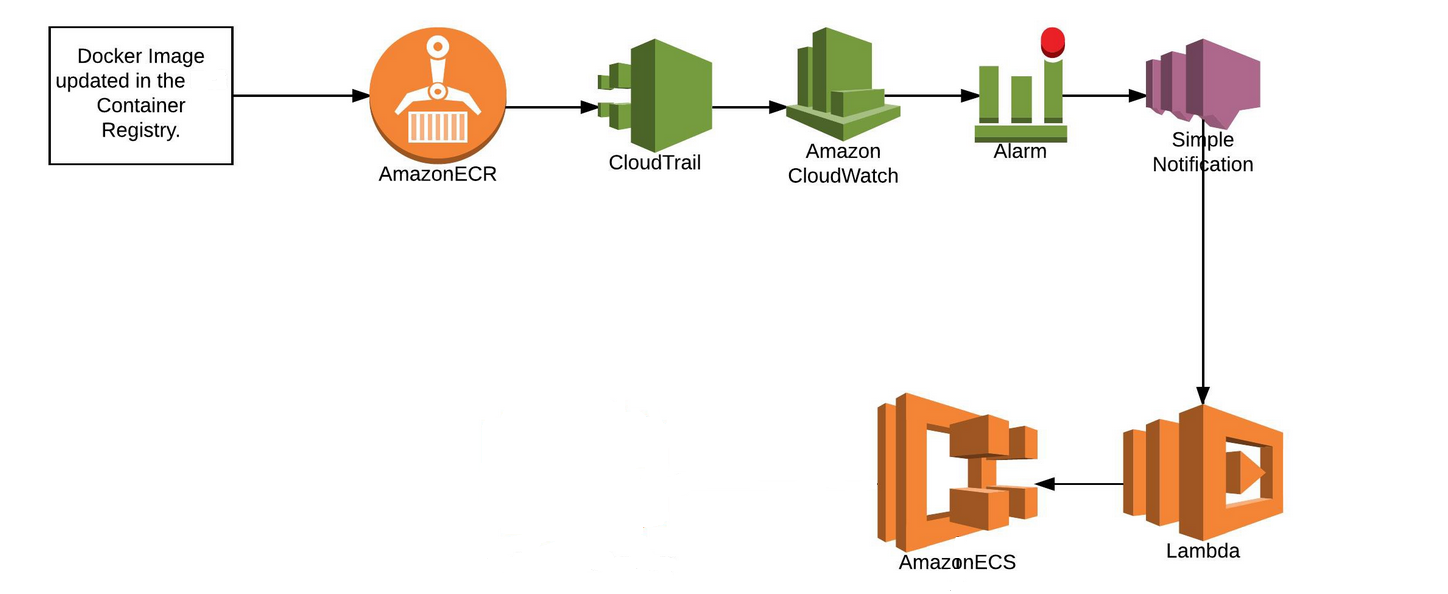 Docker Image
updated in the
Container
Registry.
AmazonECR
CloudTrail
Amazon
CloudWatch
Alarm
Simple
Notification
AmazonECS
Lambda